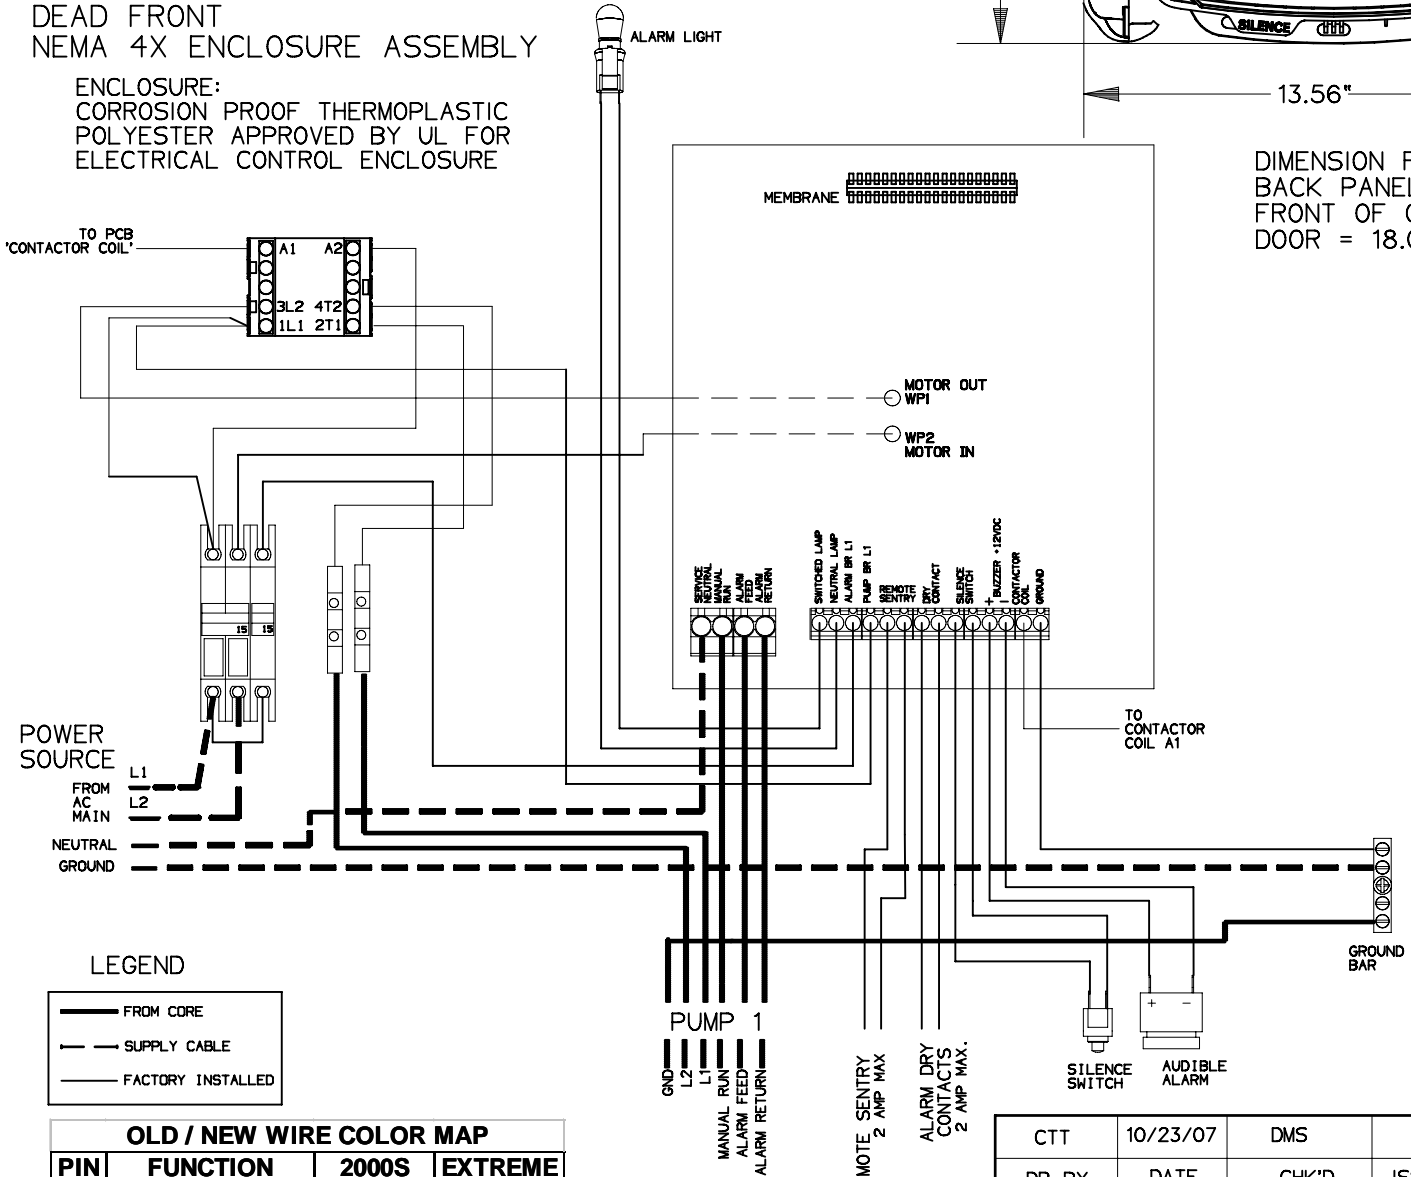 DEAD FRONT
NEMA 4X ENCLOSURE ASSEMBLY
ENCLOSURE:
CORROSION PROOF THERMOPLASTIC
POLYESTER APPROVED BY UL FOR
ELECTRICAL CONTROL ENCLOSURE
ALARM LIGHT
SILENCE
13.56"
DIMENSION
BACK PANEL
FRONT OF
DOOR = 18.
MEMBRANE
TO PCB
'CONTACTOR COIL'
A1 A2
3L2 4T2
1L1 2T1
MOTOR OUT
WP1
WP2
MOTOR IN
SERVICE
NEUTRAL
MANUAL
RUN
ALARM
FEED
ALARM
RETURN
SWITCHED LAMP
NEUTRAL LAMP
ALARM BR L1
PUMP BR L1
REMOTE
SENTRY
DRY
CONTACT
SILENCE
SWITCH
+
BUZZER +12VDC
−
CONTACTOR
COIL
GROUND
15 15
POWER
SOURCE
L1
FROM
AC
MAIN
L2
NEUTRAL
GROUND
TO
CONTACTOR
COIL A1
GROUND
BAR
LEGEND
FROM CORE
SUPPLY CABLE
FACTORY INSTALLED
PUMP 1
GND
L2
L1
MANUAL RUN
ALARM FEED
ALARM RETURN
MOTE SENTRY
2 AMP MAX
ALARM DRY
CONTACTS
2 AMP MAX.
+ −
SILENCE
SWITCH
AUDIBLE
ALARM
OLD / NEW WIRE COLOR MAP
PIN FUNCTION 2000S EXTREME
CTT 10/23/07 DMS
DR BY DATE CHK'D